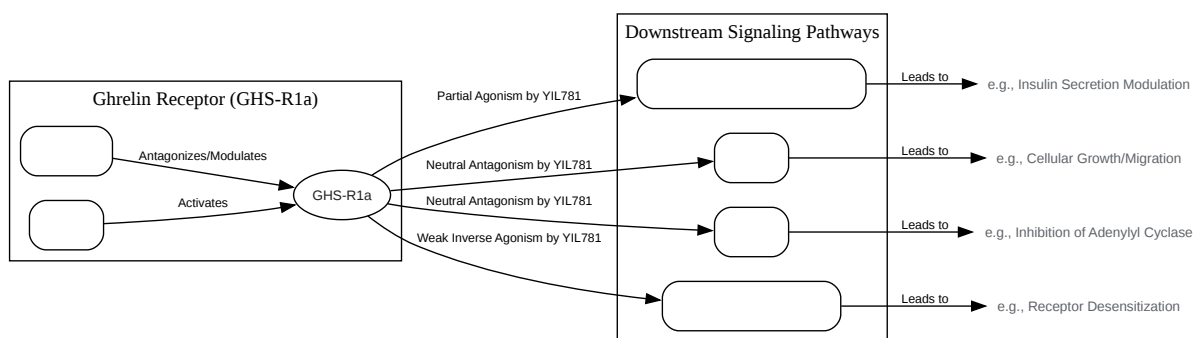 Downstream Signaling Pathways
Partial Agonism by YIL781
Leads to
e.g., Insulin Secretion Modulation
Ghrelin Receptor (GHS-R1a)
Antagonizes/Modulates
Neutral Antagonism by YIL781
Leads to
e.g., Cellular Growth/Migration
GHS-R1a
Activates
Neutral Antagonism by YIL781
Leads to
e.g., Inhibition of Adenylyl Cyclase
Weak Inverse Agonism by YIL781
Leads to
e.g., Receptor Desensitization